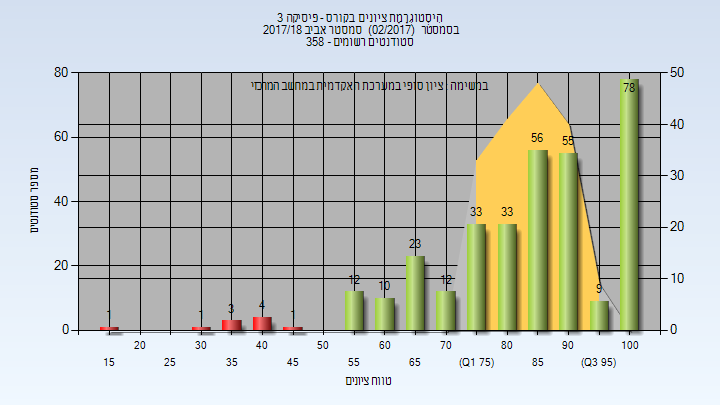 היסטוגרמת ציונים בקורס - פיסיקה 3
בסמסטר (02/2017) סמסטר אביב 2017/18
סטודנטים רשומים - 358
במשימה : ציון סופי במערכת האקדמית במחשב המרכזי
מספר סטודנטים
80 60 40 20 0
50 40 30 20 10 0
1 1 3 4 1 12 10 23 12 33 33 56 55 9 78
20 30 40 50 60 70 80 90 100
15 25 35 45 55 65 (Q1 75) 85 (Q3 95)
טווח ציונים